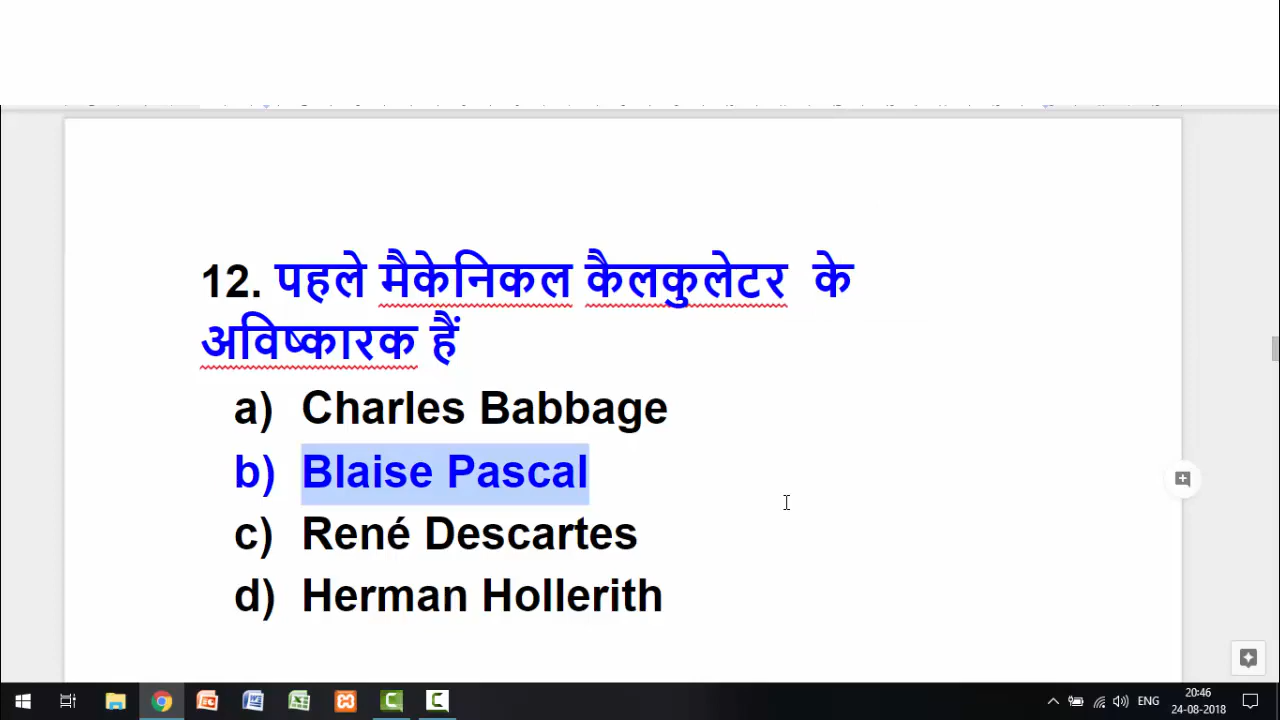 12. पहले मैकेनिकल कैलकुलेटर के
अविष्कारक हैं
a) Charles Babbage
b) Blaise Pascal
c) René Descartes
d) Herman Hollerith
ENG
20:46
24-08-2018